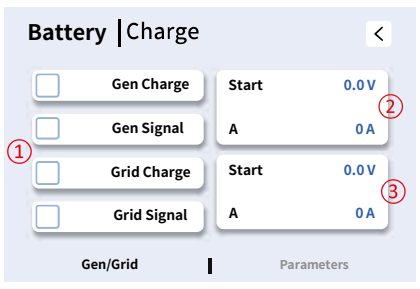 Battery | Charge
<
Gen Charge
Gen Signal
① Grid Charge
Grid Signal
Start 0.0 V
②
A 0 A
Start 0.0 V
③
A 0 A
Gen/Grid
Parameters